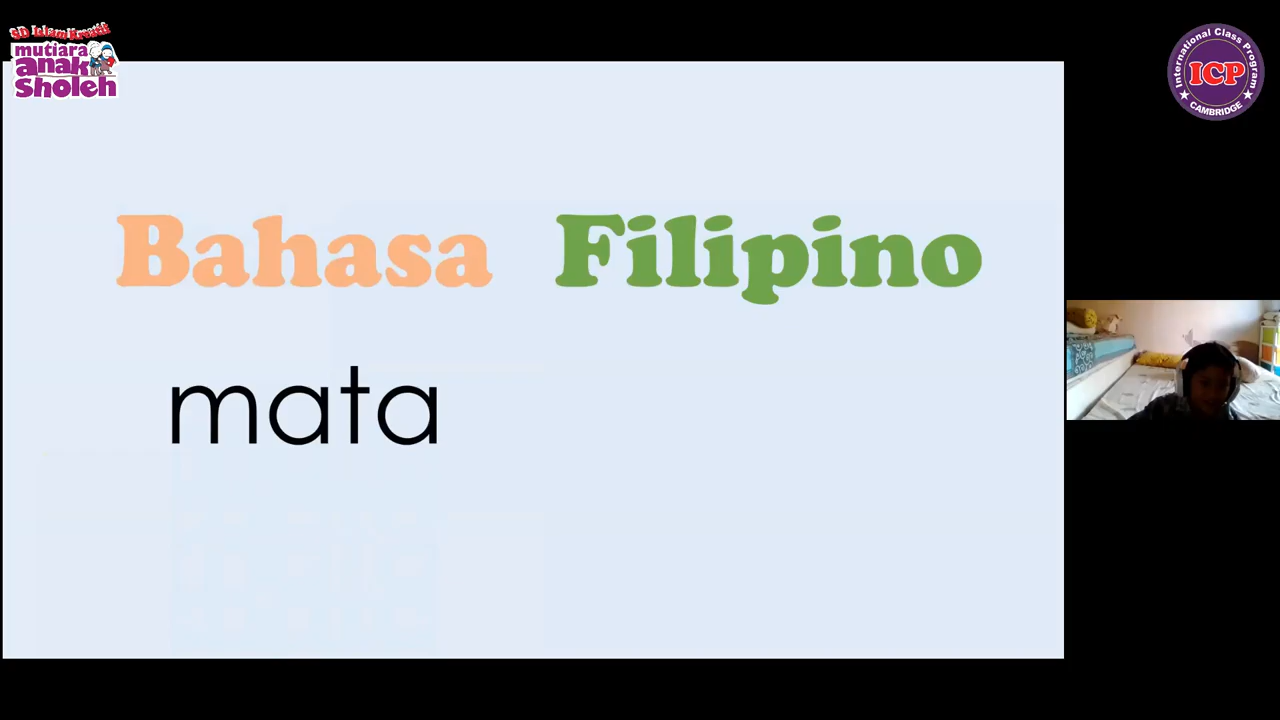 SD Islam Kreatif
mutiara
anak
Sholeh
International Class Program
ICP
CAMBRIDGE
Bahasa Filipino
mata